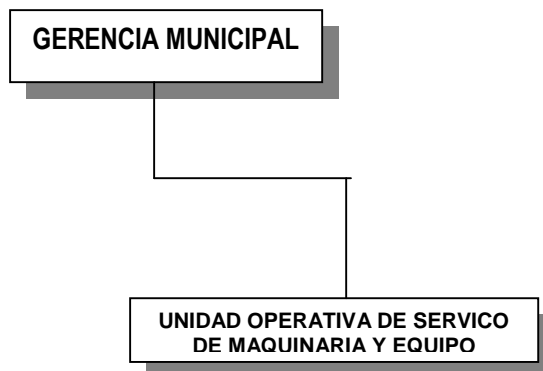 GERENCIA MUNICIPAL
UNIDAD OPERATIVA DE SERVICO
DE MAQUINARIA Y EQUIPO